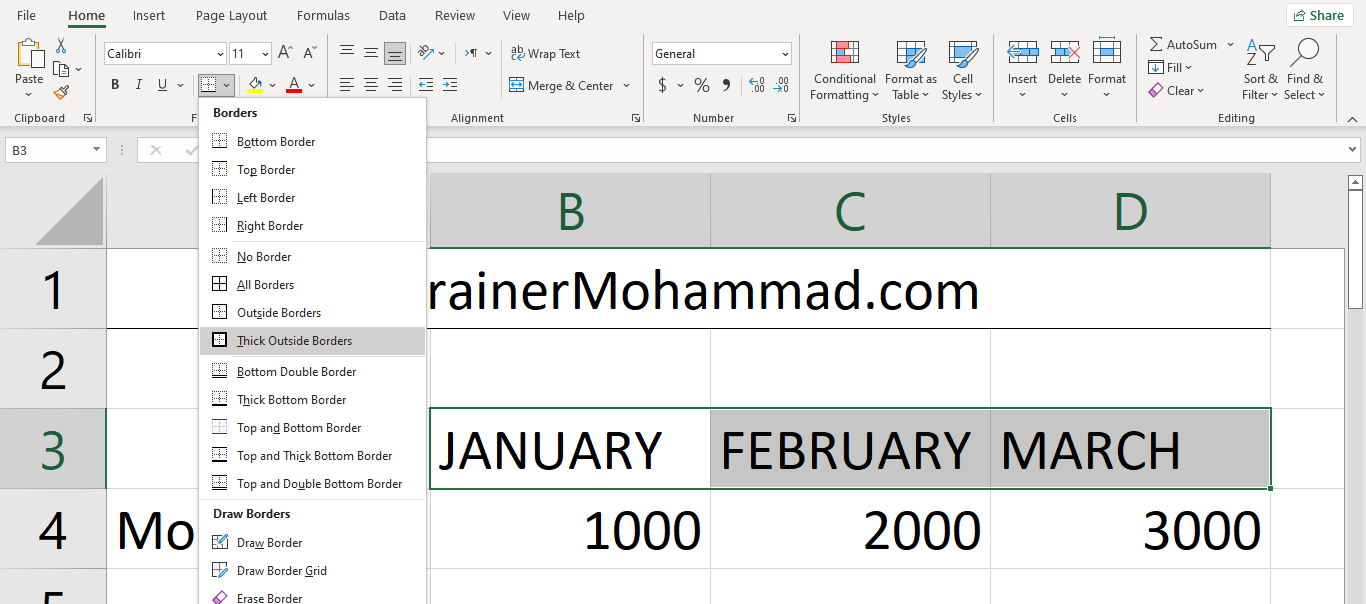 File Home Insert Page Layout Formulas Data Review View Help Share
Calibri 11 Wrap Text General AutoSum
Paste Conditional Formatting Format as Table Cell Styles Insert Delete Format Fill Sort & Filter Find & Select
B I U A Merge & Center $ % , Clear
Clipboard F Alignment Number Styles Cells Editing
B3
Borders
Bottom Border
Top Border
Left Border
Right Border
No Border
All Borders
Outside Borders
Thick Outside Borders
Bottom Double Border
Thick Bottom Border
Top and Bottom Border
Top and Thick Bottom Border
Top and Double Bottom Border
Draw Borders
Draw Border
Draw Border Grid
Erase Border
B C D
1 rainerMohammad.com
2
3 JANUARY FEBRUARY MARCH
4 Mo 1000 2000 3000